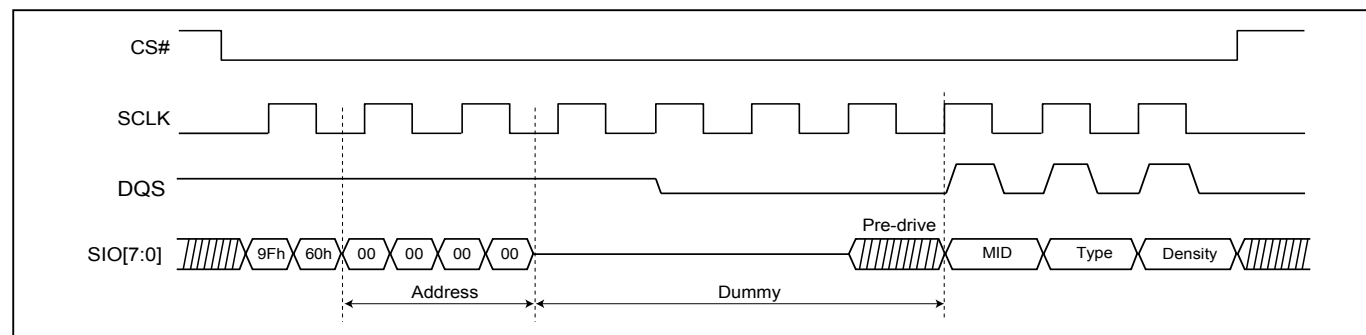 CS#
SCLK
DQS
Pre-drive
SIO[7:0] 9Fh 60h 00 00 00 00 MID Type Density
Address Dummy